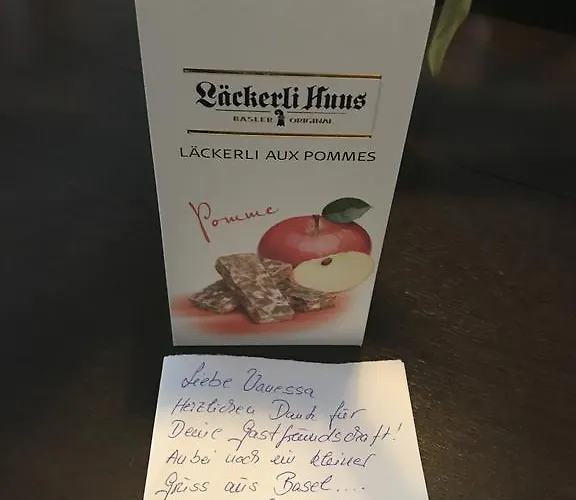 Läckerli Huus
BASLER ORIGINAL
LÄCKERLI AUX POMMES
Pomme
Liebe Vanessa
Herzlichen Dank für
Deine Gastfreundschaft!
Anbei noch ein kleiner
Gruss aus Basel....